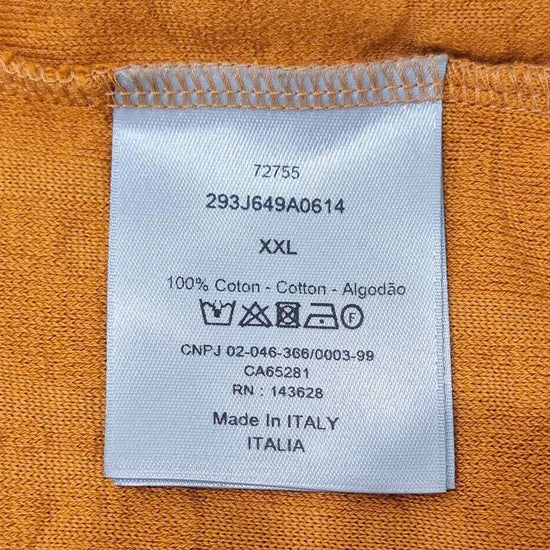 72755
293J649A0614
XXL
100% Coton - Cotton - Algodão
F
CNPJ 02-046-366/0003-99
CA65281
RN : 143628
Made In ITALY
ITALIA